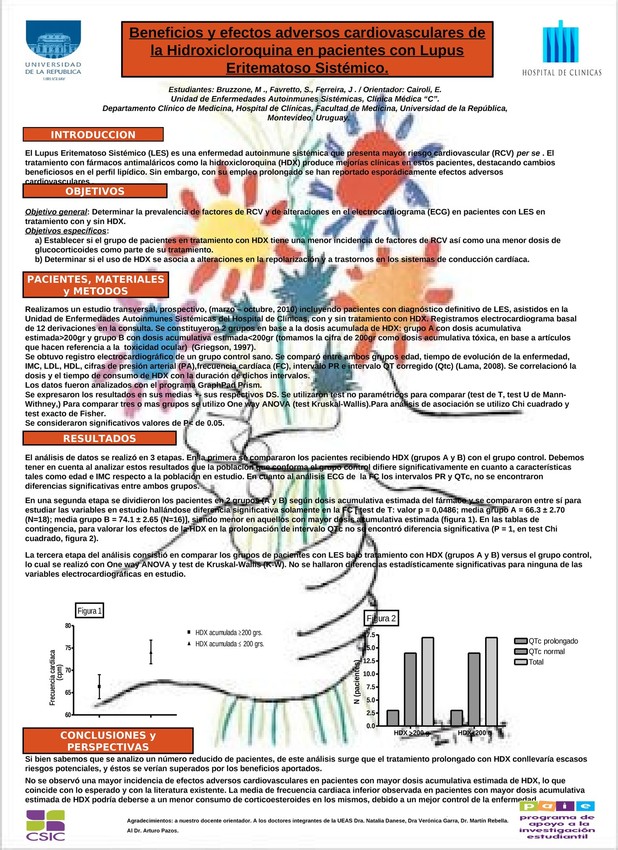 UNIVERSIDAD
DE LA REPUBLICA
URUGUAY
Beneficios y efectos adversos cardiovasculares de
la Hidroxicloroquina en pacientes con Lupus
Eritematoso Sistémico.
HOSPITAL DE CLINICAS
Estudiantes: Bruzzone, M ., Favretto, S., Ferreira, J . / Orientador: Cairoli, E.
Unidad de Enfermedades Autoinmunes Sistémicas, Clínica Médica “C”.
Departamento Clínico de Medicina, Hospital de Clínicas, Facultad de Medicina, Universidad de la República,
Montevideo, Uruguay.
INTRODUCCION
El Lupus Eritematoso Sistémico (LES) es una enfermedad autoinmune sistémica que presenta mayor riesgo cardiovascular (RCV) per se . El
tratamiento con fármacos antimaláricos como la hidroxicloroquina (HDX) produce mejorías clínicas en estos pacientes, destacando cambios
beneficiosos en el perfil lipídico. Sin embargo, con su empleo prolongado se han reportado esporádicamente efectos adversos
cardiovasculares
OBJETIVOS
Objetivo general: Determinar la prevalencia de factores de RCV y de alteraciones en el electrocardiograma (ECG) en pacientes con LES en
tratamiento con y sin HDX.
Objetivos específicos:
a) Establecer si el grupo de pacientes en tratamiento con HDX tiene una menor incidencia de factores de RCV así como una menor dosis de
glucocorticoides como parte de su tratamiento.
b) Determinar si el uso de HDX se asocia a alteraciones en la repolarización y a trastornos en los sistemas de conducción cardíaca.
PACIENTES, MATERIALES
y METODOS
Realizamos un estudio transversal, prospectivo, (marzo – octubre, 2010) incluyendo pacientes con diagnóstico definitivo de LES, asistidos en la
Unidad de Enfermedades Autoinmunes Sistémicas del Hospital de Clínicas, con y sin tratamiento con HDX. Registramos electrocardiograma basal
de 12 derivaciones en la consulta. Se constituyeron 2 grupos en base a la dosis acumulada de HDX: grupo A con dosis acumulativa
estimada>200gr y grupo B con dosis acumulativa estimada<200gr (tomamos la cifra de 200gr como dosis acumulativa tóxica, en base a artículos
que hacen referencia a la toxicidad ocular) (Griegson, 1997).
Se obtuvo registro electrocardiográfico de un grupo control sano. Se comparó entre ambos grupos edad, tiempo de evolución de la enfermedad,
IMC, LDL, HDL, cifras de presión arterial (PA),frecuencia cardíaca (FC), intervalo PR e intervalo QT corregido (Qtc) (Lama, 2008). Se correlacionó la
dosis y el tiempo de consumo de HDX con la duración de dichos intervalos.
Los datos fueron analizados con el programa GraphPad Prism.
Se expresaron los resultados en sus medias +- sus respectivos DS. Se utilizaron test no paramétricos para comparar (test de T, test U de Mann-
Withney,) Para comparar tres o mas grupos se utilizo One way ANOVA (test Kruskal-Wallis).Para análisis de asociación se utilizo Chi cuadrado y
test exacto de Fisher.
Se consideraron significativos valores de P< de 0.05.
RESULTADOS
El análisis de datos se realizó en 3 etapas. En la primera se compararon los pacientes recibiendo HDX (grupos A y B) con el grupo control. Debemos
tener en cuenta al analizar estos resultados que la población que conforma el grupo control difiere significativamente en cuanto a características
tales como edad e IMC respecto a la población en estudio. En cuanto al análisis ECG de la FC los intervalos PR y QTc, no se encontraron
diferencias significativas entre ambos grupos.
En una segunda etapa se dividieron los pacientes en 2 grupos (A y B) según dosis acumulativa estimada del fármaco y se compararon entre sí para
estudiar las variables en estudio hallándose diferencia significativa solamente en la FC [ test de T: valor p = 0,0486; media grupo A = 66.3 ± 2.70
(N=18); media grupo B = 74.1 ± 2.65 (N=16)], siendo menor en aquellos con mayor dosis acumulativa estimada (figura 1). En las tablas de
contingencia, para valorar los efectos de la HDX en la prolongación de intervalo QTc no se encontró diferencia significativa (P = 1, en test Chi
cuadrado, figura 2).
La tercera etapa del análisis consistió en comparar los grupos de pacientes con LES bajo tratamiento con HDX (grupos A y B) versus el grupo control,
lo cual se realizó con One way ANOVA y test de Kruskal-Wallis (K-W). No se hallaron diferencias estadísticamente significativas para ninguna de las
variables electrocardiográficas en estudio.
Figura 1
80
75
70
65
60
Frecuencia cardíaca
(cpm)
HDX acumulada ≥200 grs.
HDX acumulada ≤ 200 grs.
Figura 2
17.5
15.0
12.5
10.0
7.5
5.0
2.5
0.0
N (pacientes)
HDX >200 g
HDX<200 g
QTc prolongado
QTc normal
Total
CONCLUSIONES y
PERSPECTIVAS
Si bien sabemos que se analizo un número reducido de pacientes, de este análisis surge que el tratamiento prolongado con HDX conllevaría escasos
riesgos potenciales, y éstos se verían superados por los beneficios aportados.
No se observó una mayor incidencia de efectos adversos cardiovasculares en pacientes con mayor dosis acumulativa estimada de HDX, lo que
coincide con lo esperado y con la literatura existente. La media de frecuencia cardiaca inferior observada en pacientes con mayor dosis acumulativa
estimada de HDX podría deberse a un menor consumo de corticoesteroides en los mismos, debido a un mejor control de la enfermedad
CSIC
Agradecimientos: a nuestro docente orientador. A los doctores integrantes de la UEAS Dra. Natalia Danese, Dra Verónica Garra, Dr. Martín Rebella.
Al Dr. Arturo Pazos.
paie
programa de
apoyo a la
investigación
estudiantil